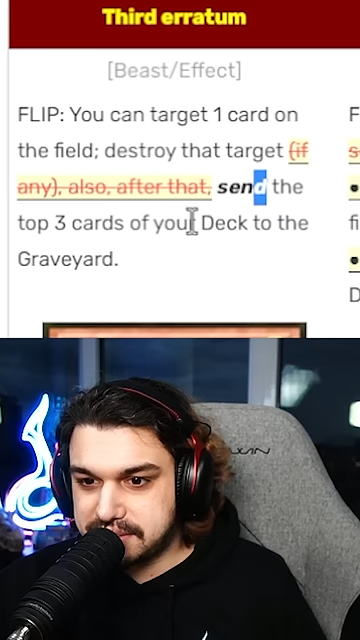 Third erratum
[Beast/Effect]
FLIP: You can target 1 card on
the field; destroy that target (if
any), also, after that, send the
top 3 cards of your Deck to the
Graveyard.
F
s
fi
D